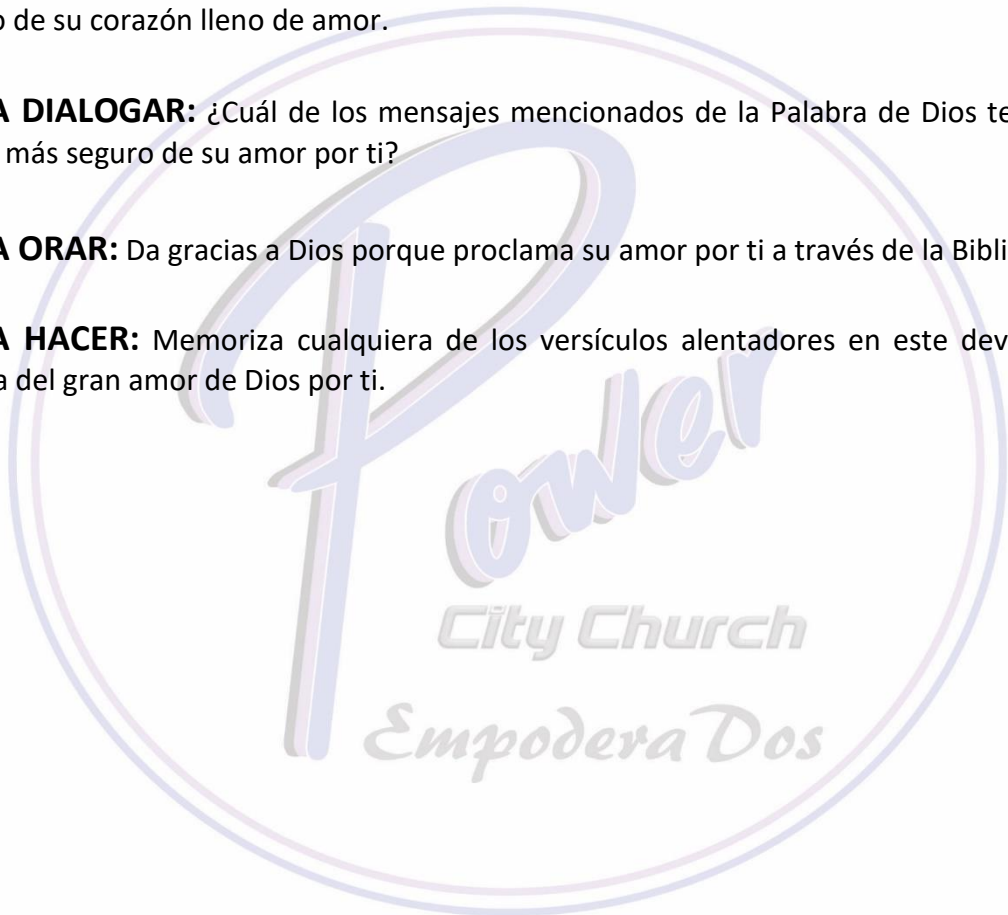 o de su corazón lleno de amor.
A DIALOGAR: ¿Cuál de los mensajes mencionados de la Palabra de Dios te
más seguro de su amor por ti?
A ORAR: Da gracias a Dios porque proclama su amor por ti a través de la Bibli
A HACER: Memoriza cualquiera de los versículos alentadores en este dev
a del gran amor de Dios por ti.
Power
City Church
EmpoderaDos